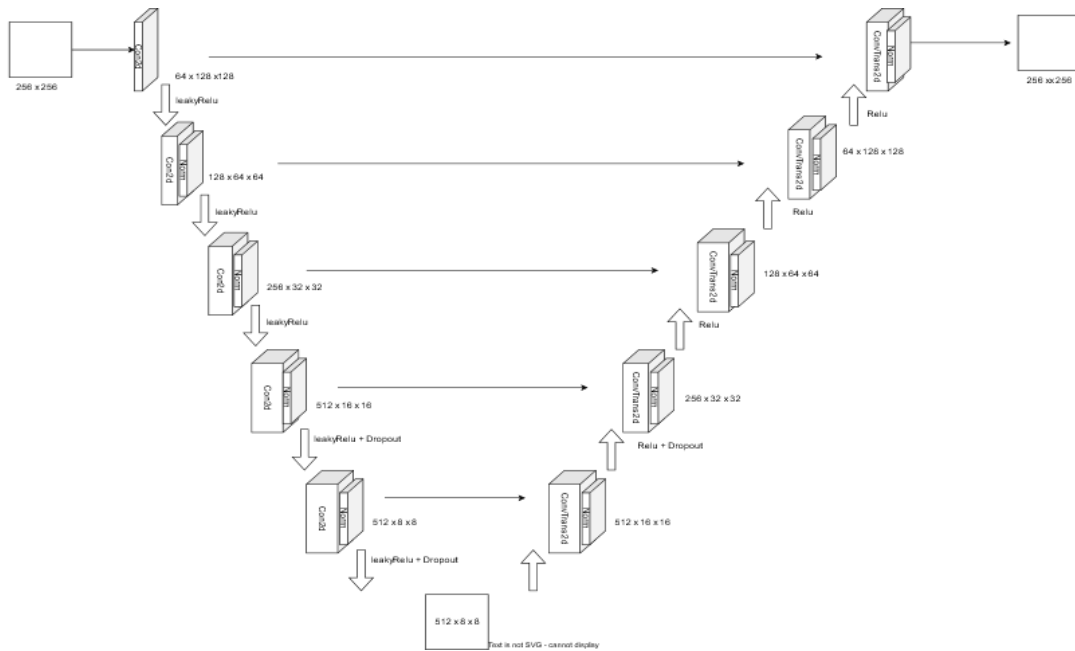 Con2d
ConvTrans2d
Norm
256 x 256
64 x 128 x128
256 xx 256
leakyRelu
Relu
Con2d
Norm
ConvTrans2d
Norm
64 x 128 x 128
128 x 64 x 64
leakyRelu
Relu
Con2d
Norm
ConvTrans2d
Norm
256 x 32 x 32
128 x 64 x 64
leakyRelu
Relu
Con2d
Norm
ConvTrans2d
Norm
512 x 16 x 16
256 x 32 x 32
leakyRelu + Dropout
Relu + Dropout
Con2d
Norm
ConvTrans2d
Norm
512 x 8 x 8
512 x 16 x 16
leakyRelu + Dropout
512 x 8 x 8
Text is not SVG - cannot display